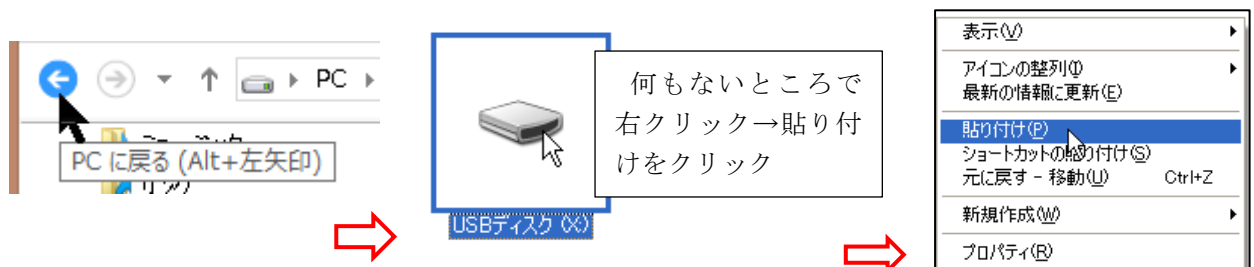 PC
PC に戻る (Alt+左矢印)
USBディスク (X:)
何もないところで
右クリック→貼り付
けをクリック
表示(V)
アイコンの整列(I)
最新の情報に更新(E)
貼り付け(P)
ショートカットの貼り付け(S)
元に戻す - 移動(U) Ctrl+Z
新規作成(W)
プロパティ(R)